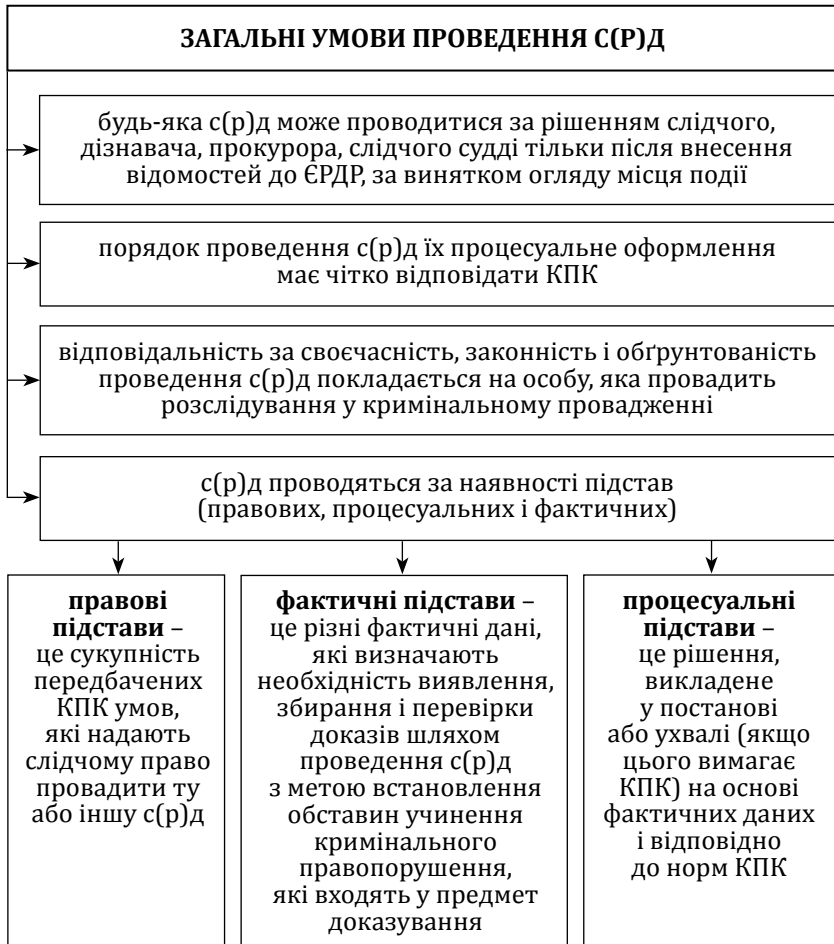 ЗАГАЛЬНІ УМОВИ ПРОВЕДЕННЯ С(Р)Д
будь-яка с(р)д може проводитися за рішенням слідчого,
дізнавача, прокурора, слідчого судді тільки після внесення
відомостей до ЄРДР, за винятком огляду місця події
порядок проведення с(р)д їх процесуальне оформлення
має чітко відповідати КПК
відповідальність за своєчасність, законність і обґрунтованість
проведення с(р)д покладається на особу, яка провадить
розслідування у кримінальному провадженні
с(р)д проводяться за наявності підстав
(правових, процесуальних і фактичних)
правові
підстави –
це сукупність
передбачених
КПК умов,
які надають
слідчому право
провадити ту
або іншу с(р)д
фактичні підстави –
це різні фактичні дані,
які визначають
необхідність виявлення,
збирання і перевірки
доказів шляхом
проведення с(р)д
з метою встановлення
обставин учинення
кримінального
правопорушення,
які входять у предмет
доказування
процесуальні
підстави –
це рішення,
викладене
у постанові
або ухвалі (якщо
цього вимагає
КПК) на основі
фактичних даних
і відповідно
до норм КПК